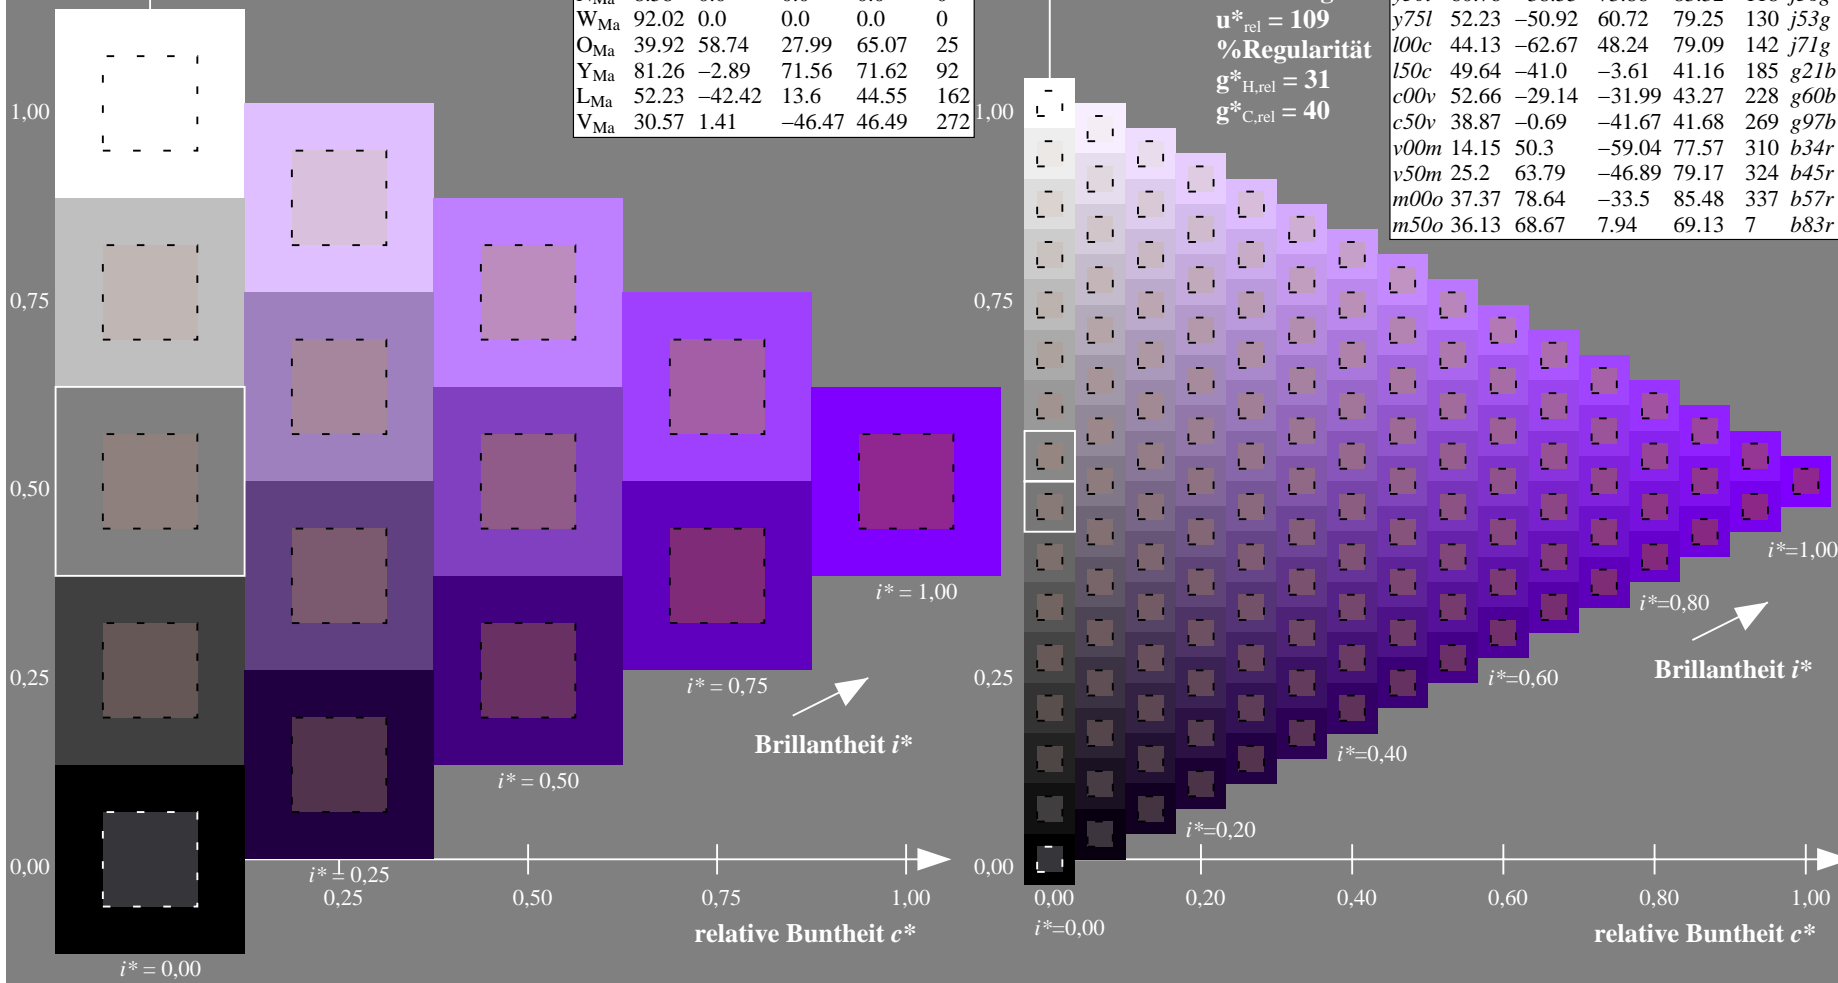 W_Ma 92.02 0.0 0.0 0.0 0
O_Ma 39.92 58.74 27.99 65.07 25
Y_Ma 81.26 −2.89 71.56 71.62 92
L_Ma 52.23 −42.42 13.6 44.55 162
V_Ma 30.57 1.41 −46.47 46.49 272
1,00
0,75
0,50
0,25
0,00
i* = 1,00
i* = 0,75
Brillantheit i*
i* = 0,50
i* = 0,25
0,25 0,50 0,75 1,00
relative Buntheit c*
i* = 0,00
u*rel = 109
%Regularität
g*H,rel = 31
g*C,rel = 40
y75l 52.23 −50.92 60.72 79.25 130 j53g
l00c 44.13 −62.67 48.24 79.09 142 j71g
l50c 49.64 −41.0 −3.61 41.16 185 g21b
c00v 52.66 −29.14 −31.99 43.27 228 g60b
c50v 38.87 −0.69 −41.67 41.68 269 g97b
v00m 14.15 50.3 −59.04 77.57 310 b34r
v50m 25.2 63.79 −46.89 79.17 324 b45r
m00o 37.37 78.64 −33.5 85.48 337 b57r
m50o 36.13 68.67 7.94 69.13 7 b83r
1,00
0,75
0,25
0,00
i*=1,00
i*=0,80
Brillantheit i*
i*=0,60
i*=0,40
i*=0,20
0,00 0,20 0,40 0,60 0,80 1,00
i*=0,00
relative Buntheit c*